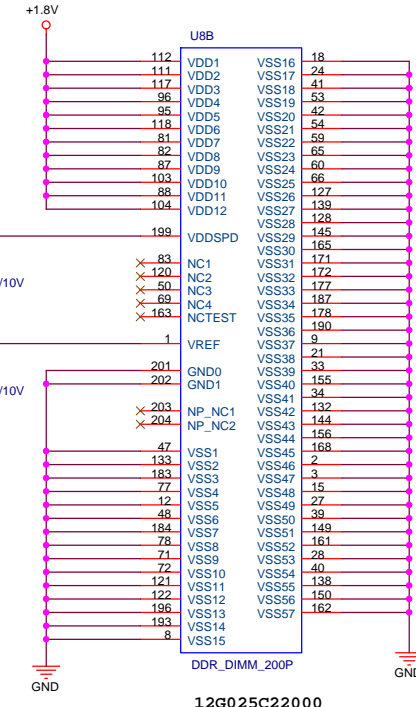 +1.8V
U8B
112 VDD1 VSS16 18
111 VDD2 VSS17 24
117 VDD3 VSS18 41
96 VDD4 VSS19 53
95 VDD5 VSS20 42
118 VDD6 VSS21 54
81 VDD7 VSS22 59
82 VDD8 VSS23 65
87 VDD9 VSS24 60
103 VDD10 VSS25 66
88 VDD11 VSS26 127
104 VDD12 VSS27 139
VSS28 128
199 VDDSPD VSS29 145
VSS30 165
83 NC1 VSS31 171
120 NC2 VSS32 172
50 NC3 VSS33 177
69 NC4 VSS34 187
163 NCTEST VSS35 178
VSS36 190
1 VREF VSS37 9
VSS38 21
201 GND0 VSS39 33
202 GND1 VSS40 155
VSS41 34
203 NP_NC1 VSS42 132
204 NP_NC2 VSS43 144
VSS44 156
47 VSS1 VSS45 168
133 VSS2 VSS46 2
183 VSS3 VSS47 3
77 VSS4 VSS48 15
12 VSS5 VSS49 27
48 VSS6 VSS50 39
184 VSS7 VSS51 149
78 VSS8 VSS52 161
71 VSS9 VSS53 28
72 VSS10 VSS54 40
121 VSS11 VSS55 138
122 VSS12 VSS56 150
196 VSS13 VSS57 162
193 VSS14
8 VSS15
/10V
/10V
DDR_DIMM_200P
GND
GND
12G025C22000